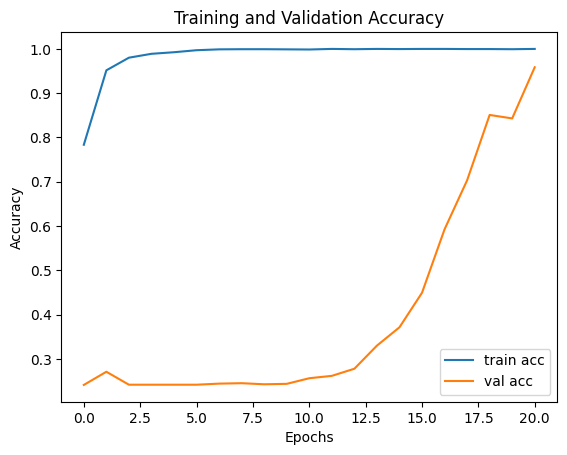 Training and Validation Accuracy
Accuracy
1.0
0.9
0.8
0.7
0.6
0.5
0.4
0.3
train acc
val acc
0.0 2.5 5.0 7.5 10.0 12.5 15.0 17.5 20.0
Epochs